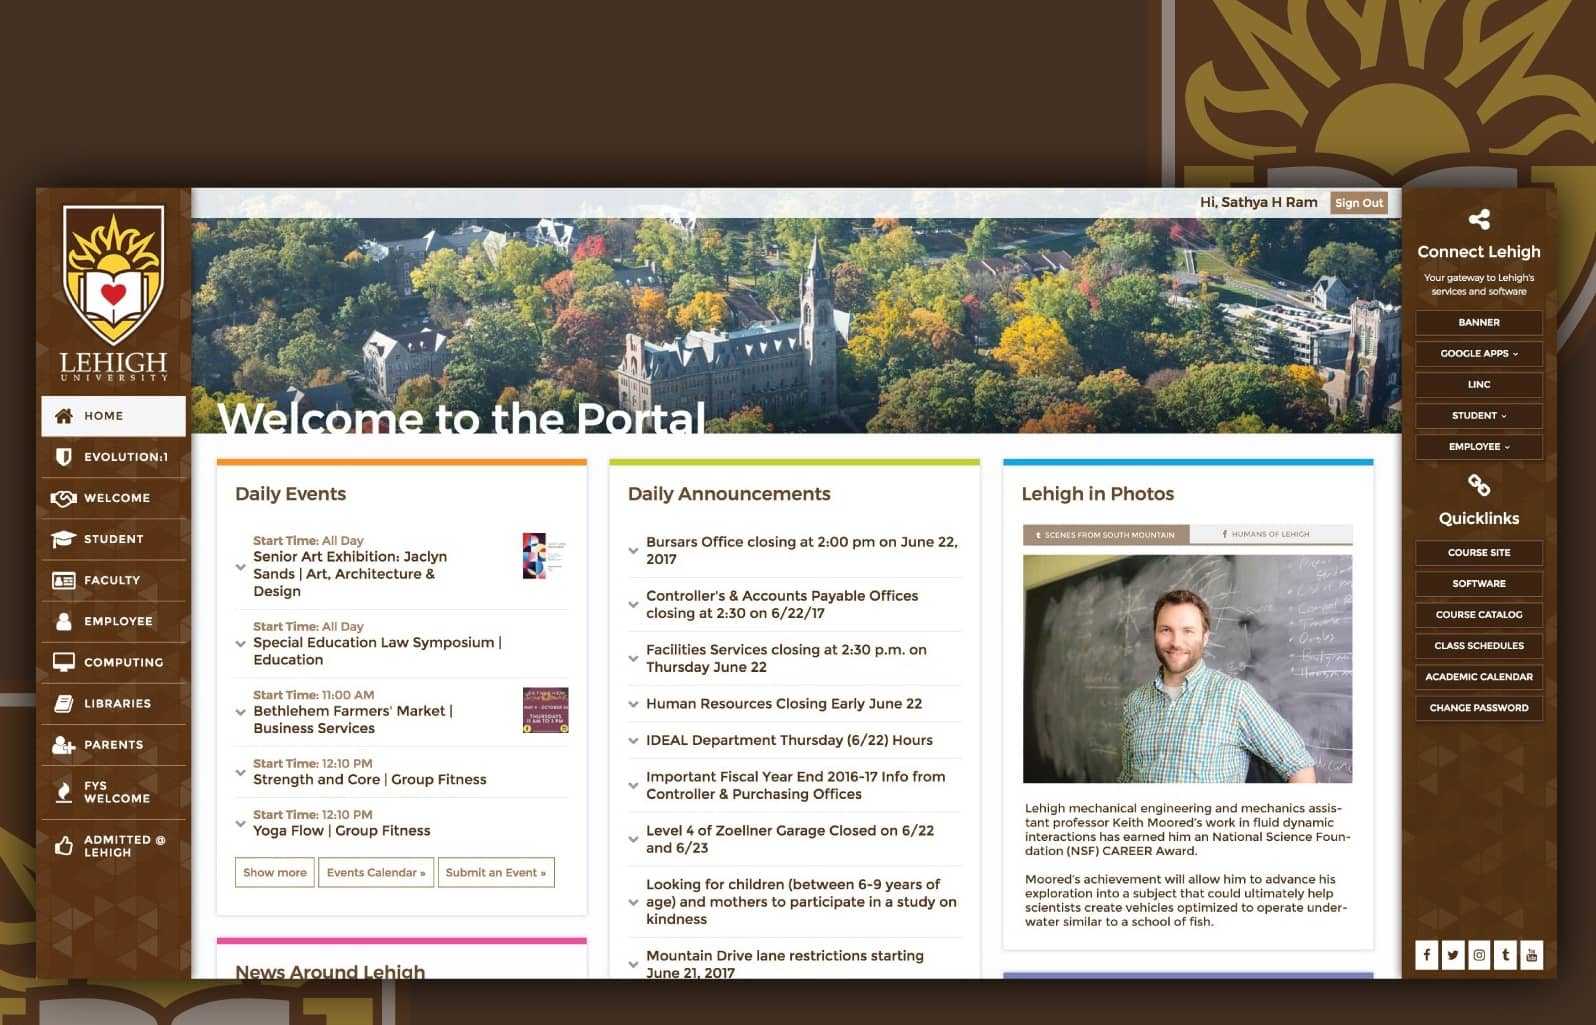 LEHIGH
UNIVERSITY
HOME
EVOLUTION:1
WELCOME
STUDENT
FACULTY
EMPLOYEE
COMPUTING
LIBRARIES
PARENTS
FYS
WELCOME
ADMITTED @
LEHIGH
Hi, Sathya H Ram
Sign Out
Welcome to the Portal
Daily Events
Start Time: All Day
Senior Art Exhibition: Jaclyn
Sands | Art, Architecture &
Design
Start Time: All Day
Special Education Law Symposium |
Education
Start Time: 11:00 AM
Bethlehem Farmers' Market |
Business Services
THURSDAYS
11 AM TO 3 PM
Start Time: 12:10 PM
Strength and Core | Group Fitness
Start Time: 12:10 PM
Yoga Flow | Group Fitness
Show more
Events Calendar »
Submit an Event »
News Around Lehigh
Daily Announcements
Bursars Office closing at 2:00 pm on June 22,
2017
Controller's & Accounts Payable Offices
closing at 2:30 on 6/22/17
Facilities Services closing at 2:30 p.m. on
Thursday June 22
Human Resources Closing Early June 22
IDEAL Department Thursday (6/22) Hours
Important Fiscal Year End 2016-17 Info from
Controller & Purchasing Offices
Level 4 of Zoellner Garage Closed on 6/22
and 6/23
Looking for children (between 6-9 years of
age) and mothers to participate in a study on
kindness
Mountain Drive lane restrictions starting
June 21, 2017
Lehigh in Photos
SCENES FROM SOUTH MOUNTAIN
HUMANS OF LEHIGH
Lehigh mechanical engineering and mechanics assis-
tant professor Keith Moored's work in fluid dynamic
interactions has earned him an National Science Foun-
dation (NSF) CAREER Award.
Moored's achievement will allow him to advance his
exploration into a subject that could ultimately help
scientists create vehicles optimized to operate under-
water similar to a school of fish.
Connect Lehigh
Your gateway to Lehigh's
services and software
BANNER
GOOGLE APPS
LINC
STUDENT
EMPLOYEE
Quicklinks
COURSE SITE
SOFTWARE
COURSE CATALOG
CLASS SCHEDULES
ACADEMIC CALENDAR
CHANGE PASSWORD